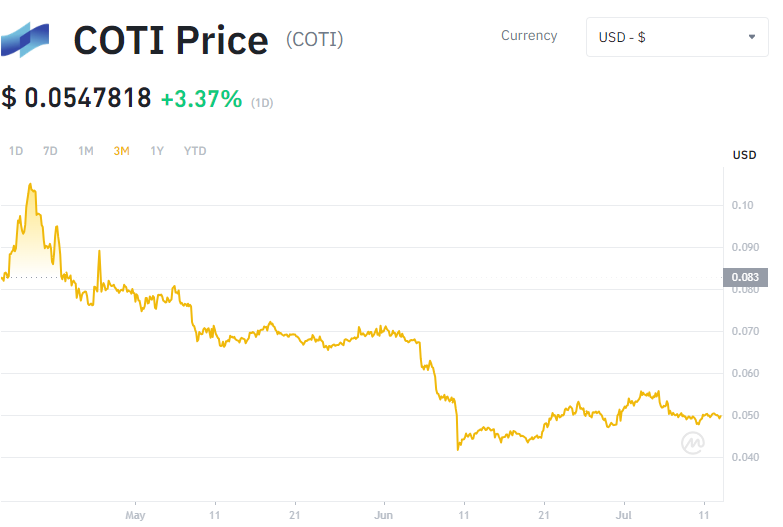 COTI Price (COTI)
Currency
USD - $
$ 0.0547818 +3.37% (1D)
1D 7D 1M 3M 1Y YTD
USD
0.10
0.090
0.083
0.080
0.070
0.060
0.050
0.040
May 11 21 Jun 11 21 Jul 11